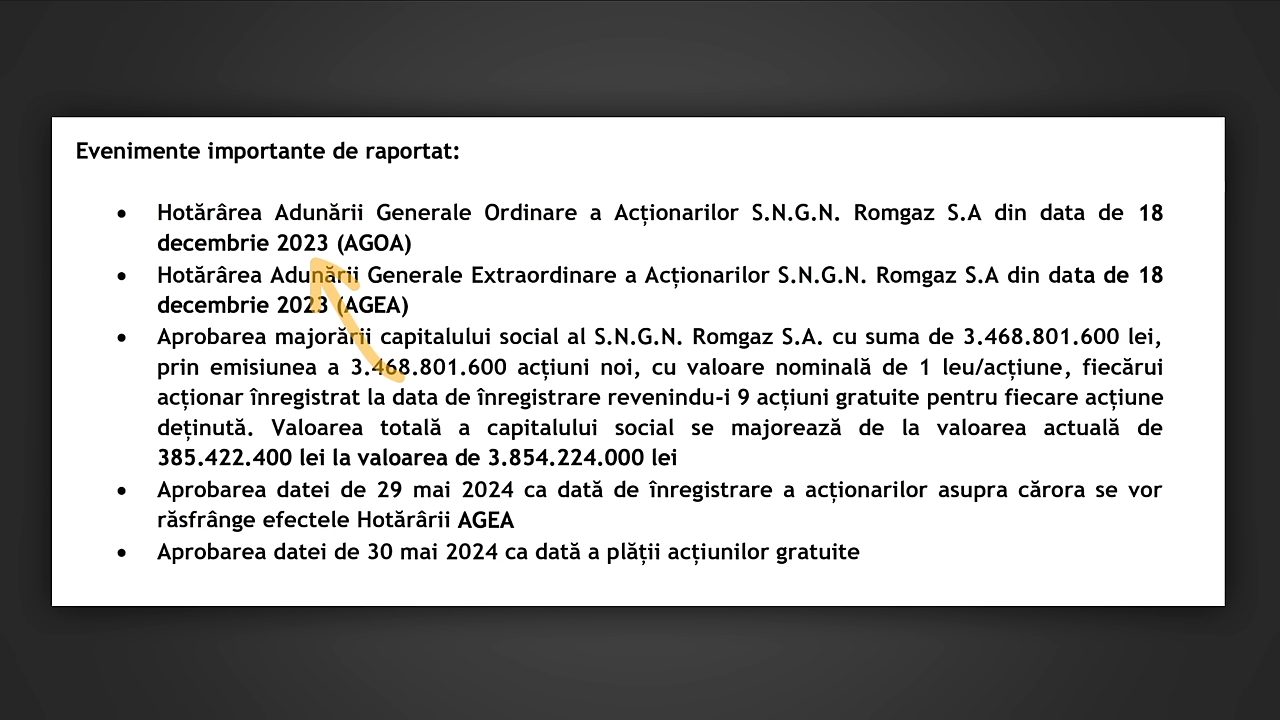 Evenimente importante de raportat:
• Hotărârea Adunării Generale Ordinare a Acționarilor S.N.G.N. Romgaz S.A din data de 18
decembrie 2023 (AGOA)
• Hotărârea Adunării Generale Extraordinare a Acționarilor S.N.G.N. Romgaz S.A din data de 18
decembrie 2023 (AGEA)
• Aprobarea majorării capitalului social al S.N.G.N. Romgaz S.A. cu suma de 3.468.801.600 lei,
prin emisiunea a 3.468.801.600 acțiuni noi, cu valoare nominală de 1 leu/acțiune, fiecărui
acționar înregistrat la data de înregistrare revenindu-i 9 acțiuni gratuite pentru fiecare acțiune
deținută. Valoarea totală a capitalului social se majorează de la valoarea actuală de
385.422.400 lei la valoarea de 3.854.224.000 lei
• Aprobarea datei de 29 mai 2024 ca dată de înregistrare a acționarilor asupra cărora se vor
răsfrânge efectele Hotărârii AGEA
• Aprobarea datei de 30 mai 2024 ca dată a plății acțiunilor gratuite